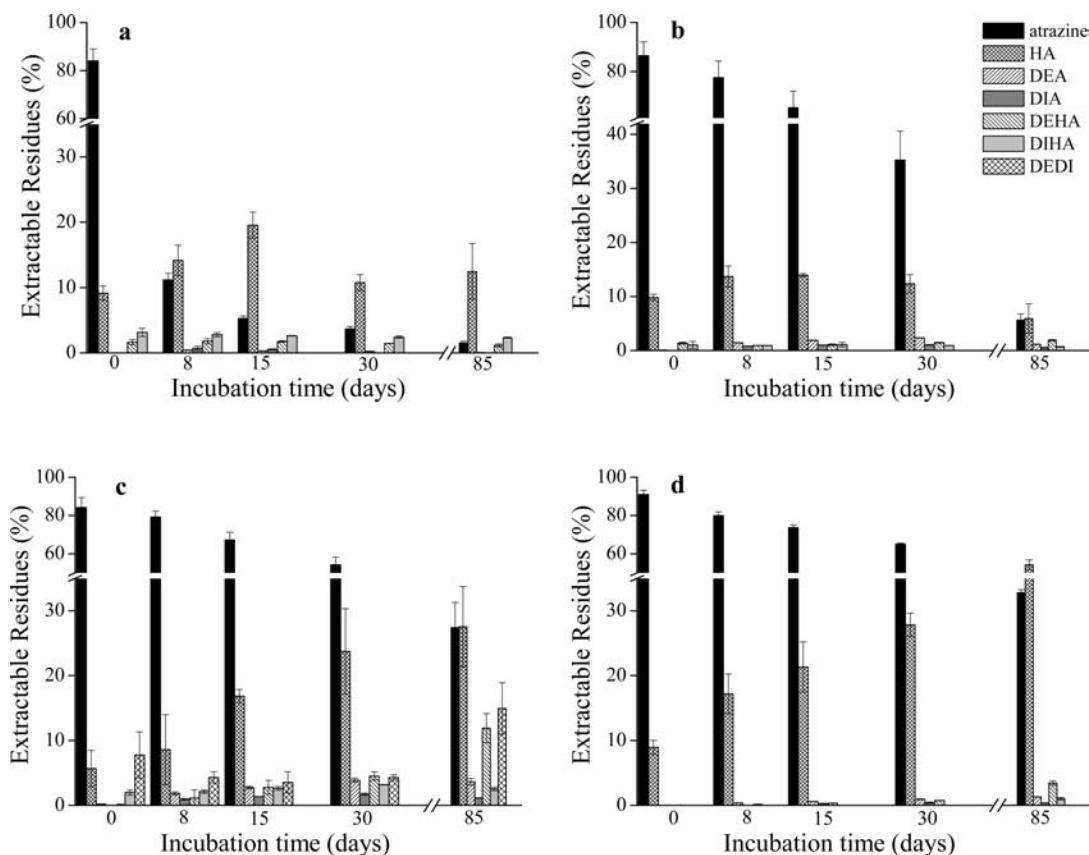 a
100
80
60
30
20
10
0
Extractable Residues (%)
0 8 15 30 85
Incubation time (days)
b
100
80
60
40
30
20
10
0
Extractable Residues (%)
0 8 15 30 85
Incubation time (days)
atrazine
HA
DEA
DIA
DEHA
DIHA
DEDI
c
100
80
60
30
20
10
0
Extractable Residues (%)
0 8 15 30 85
Incubation time (days)
d
100
80
60
30
20
10
0
Extractable Residues (%)
0 8 15 30 85
Incubation time (days)